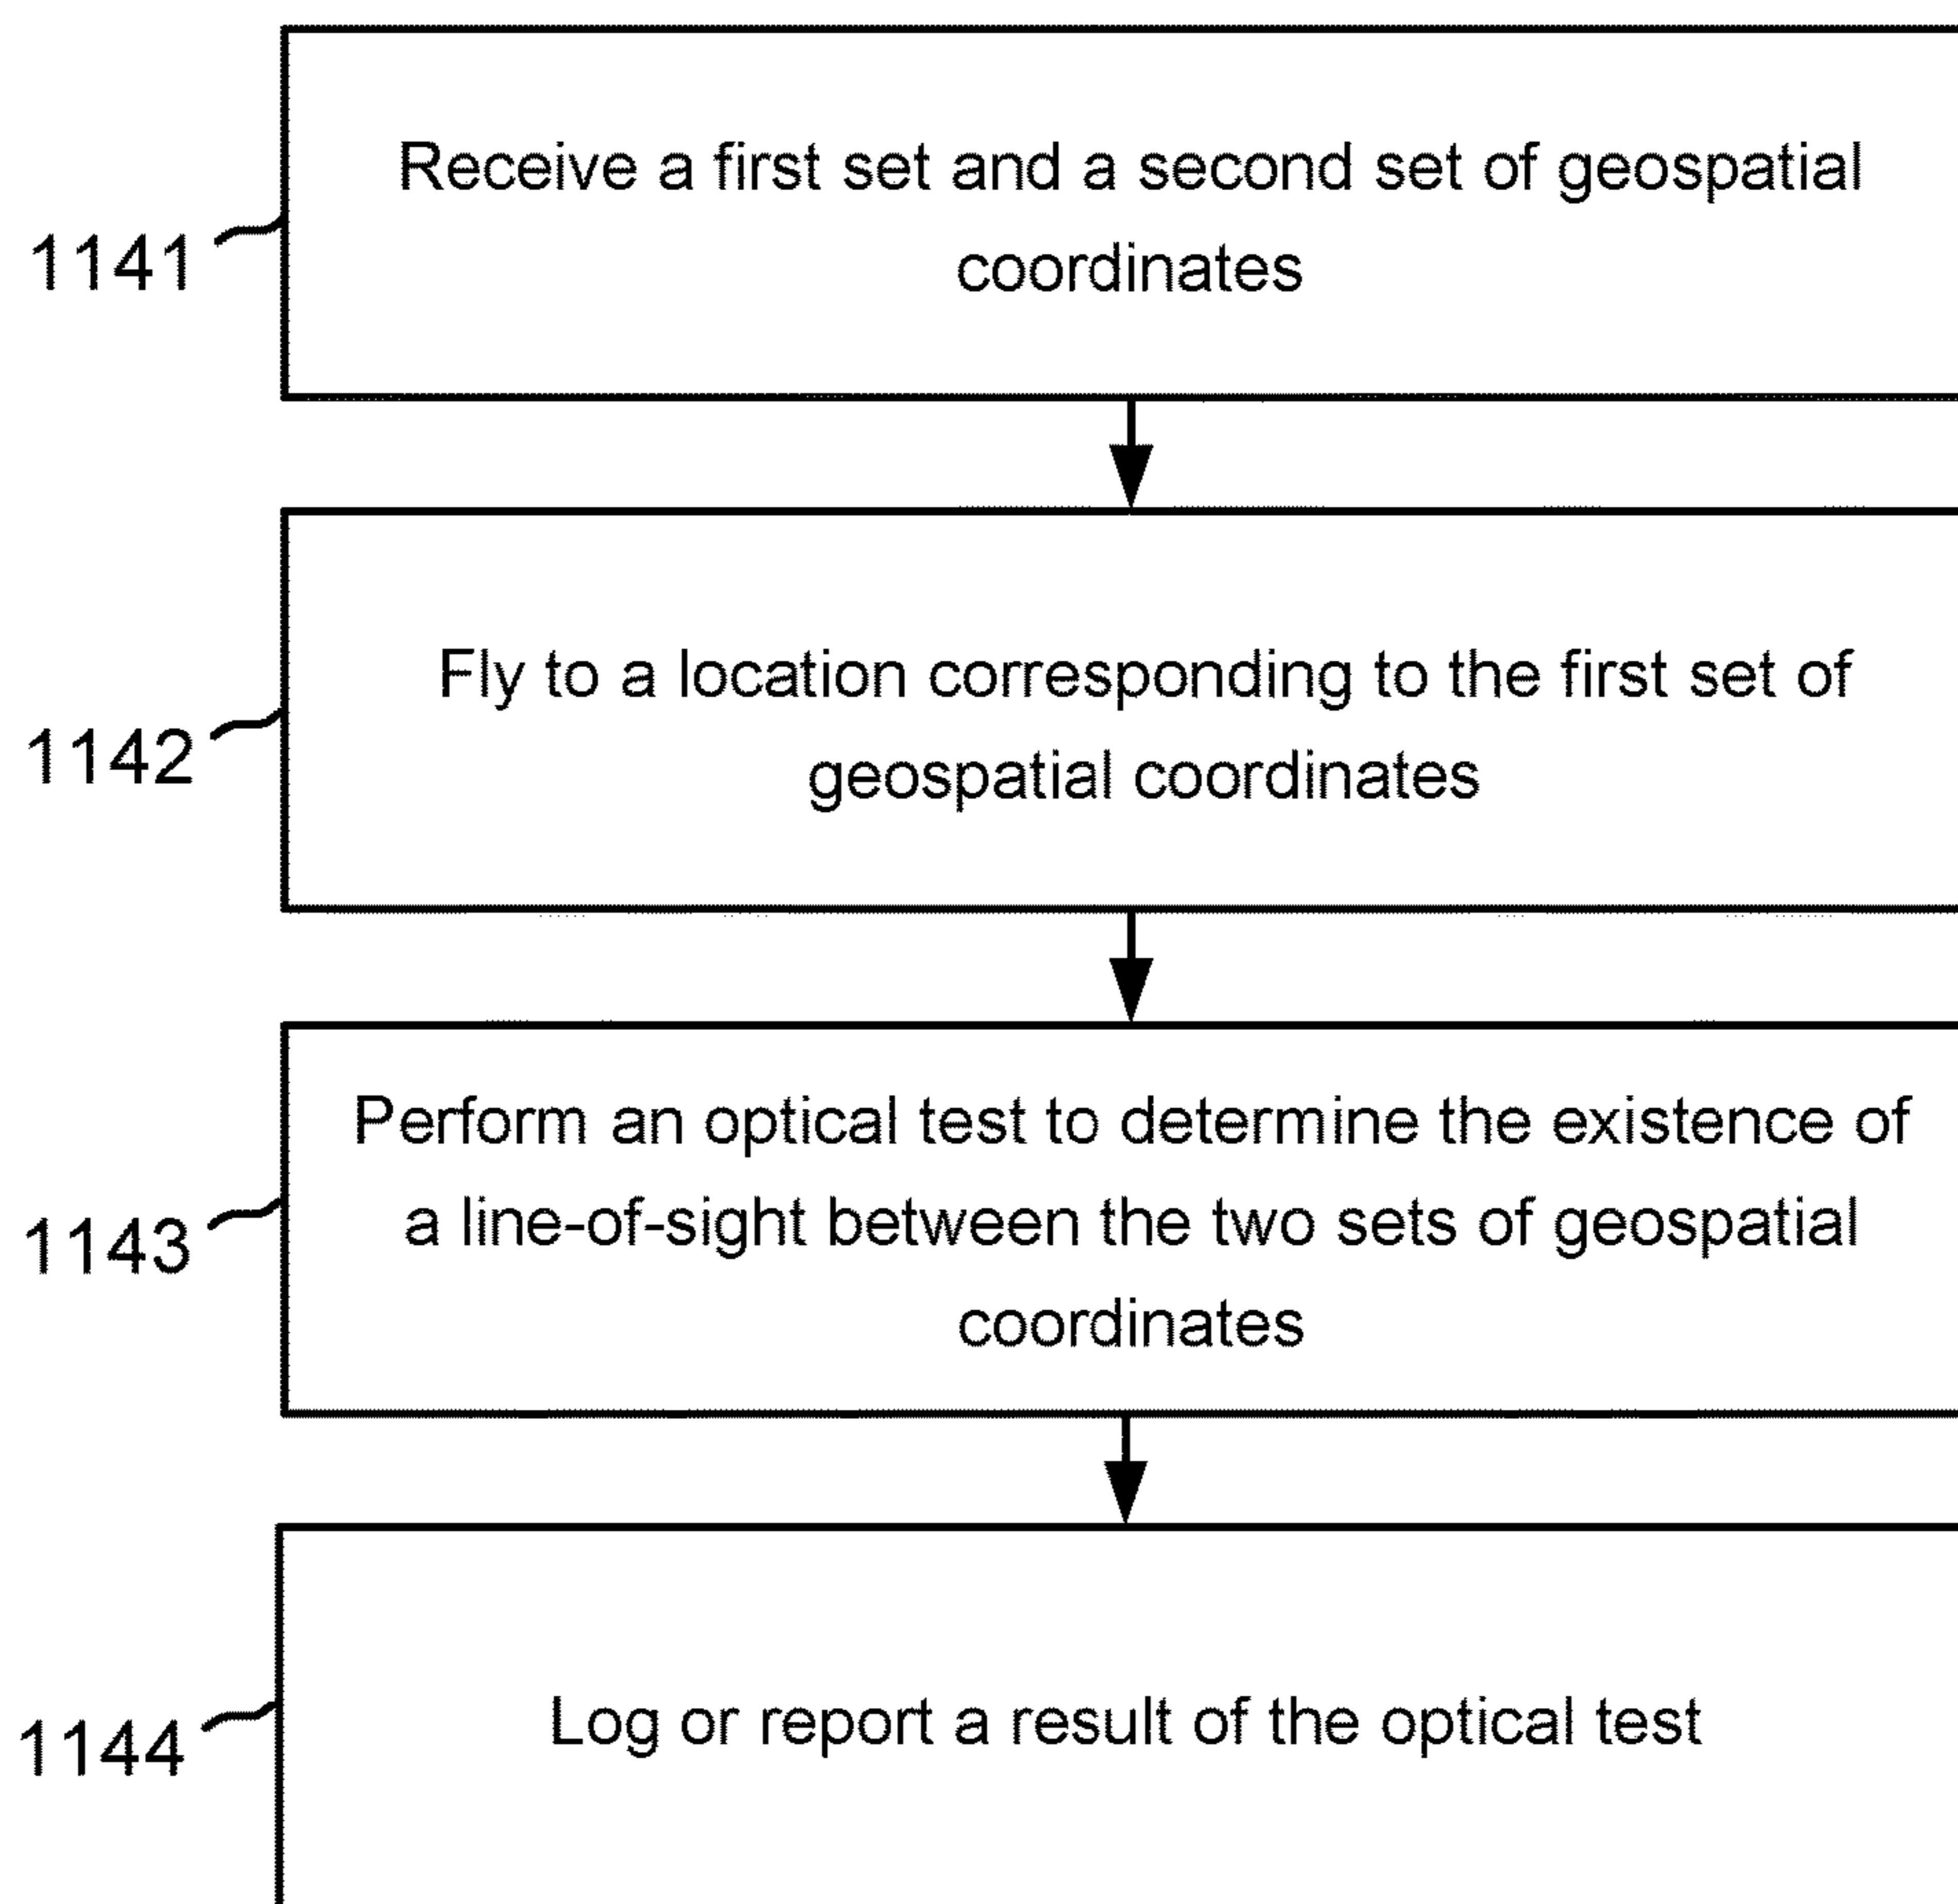 Receive a first set and a second set of geospatial
coordinates
1141
Fly to a location corresponding to the first set of
geospatial coordinates
1142
Perform an optical test to determine the existence of
a line-of-sight between the two sets of geospatial
coordinates
1143
Log or report a result of the optical test
1144